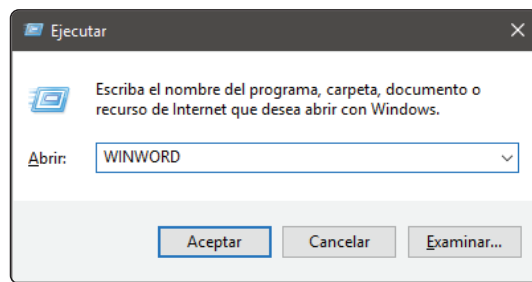 Ejecutar
Escriba el nombre del programa, carpeta, documento o
recurso de Internet que desea abrir con Windows.
Abrir: WINWORD
Aceptar Cancelar Examinar...